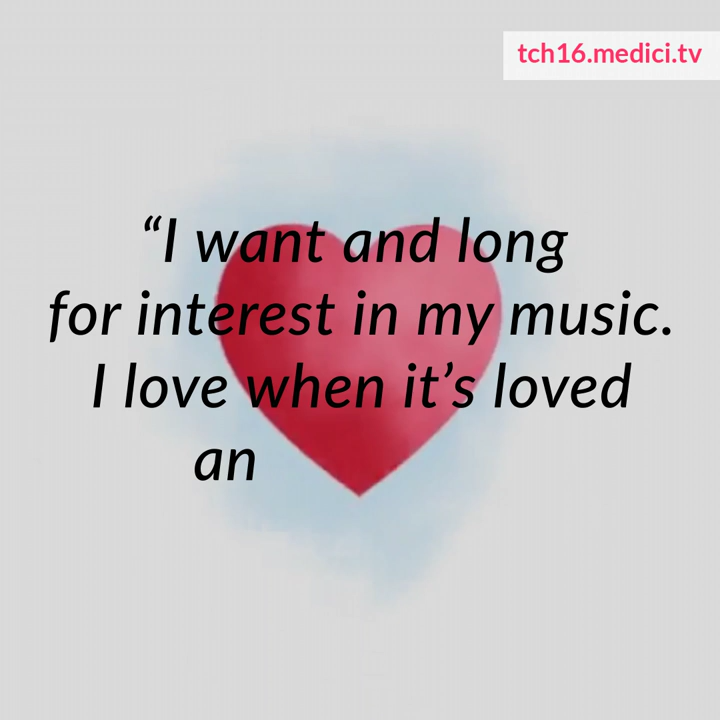 tch16.medici.tv
“I want and long
for interest in my music.
I love when it’s loved
an